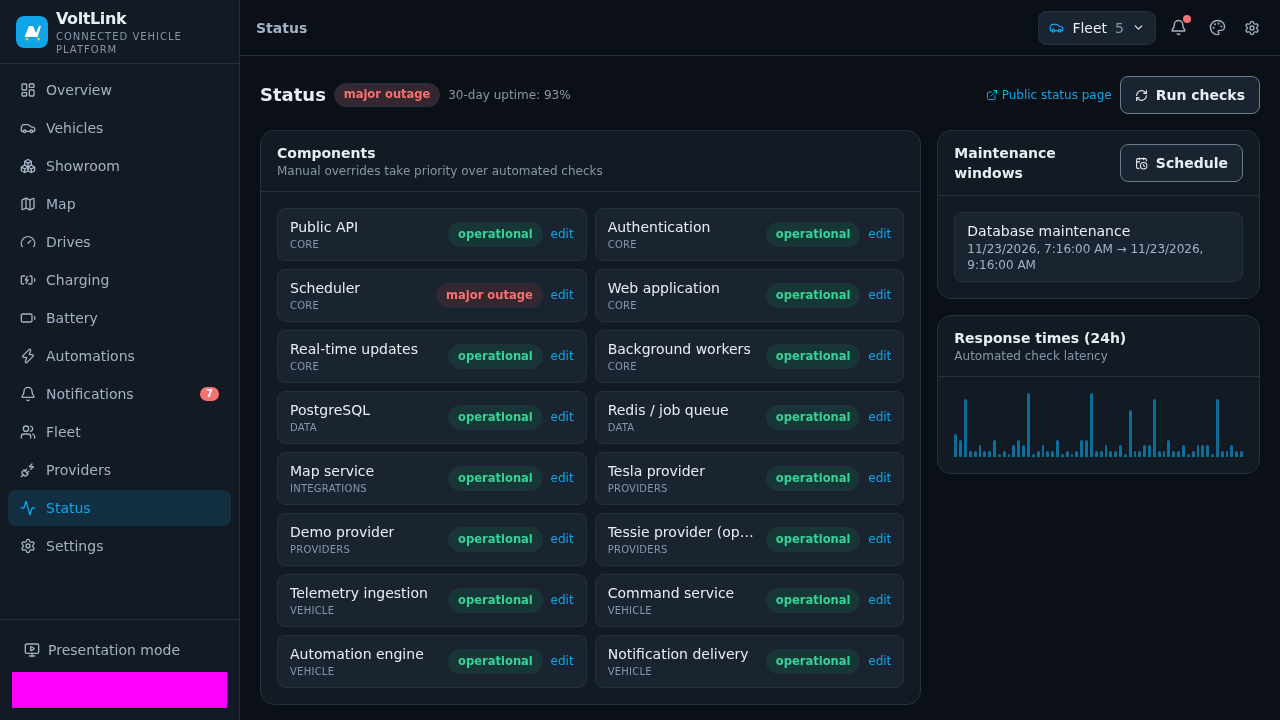 VoltLink
CONNECTED VEHICLE
PLATFORM
Overview
Vehicles
Showroom
Map
Drives
Charging
Battery
Automations
Notifications 7
Fleet
Providers
Status
Settings
Presentation mode
Status
Fleet 5
Status major outage 30-day uptime: 93%
Public status page
Run checks
Components
Manual overrides take priority over automated checks
Public API
CORE
operational edit
Authentication
CORE
operational edit
Scheduler
CORE
major outage edit
Web application
CORE
operational edit
Real-time updates
CORE
operational edit
Background workers
CORE
operational edit
PostgreSQL
DATA
operational edit
Redis / job queue
DATA
operational edit
Map service
INTEGRATIONS
operational edit
Tesla provider
PROVIDERS
operational edit
Demo provider
PROVIDERS
operational edit
Tessie provider (op…
PROVIDERS
operational edit
Telemetry ingestion
VEHICLE
operational edit
Command service
VEHICLE
operational edit
Automation engine
VEHICLE
operational edit
Notification delivery
VEHICLE
operational edit
Maintenance
windows
Schedule
Database maintenance
11/23/2026, 7:16:00 AM → 11/23/2026,
9:16:00 AM
Response times (24h)
Automated check latency